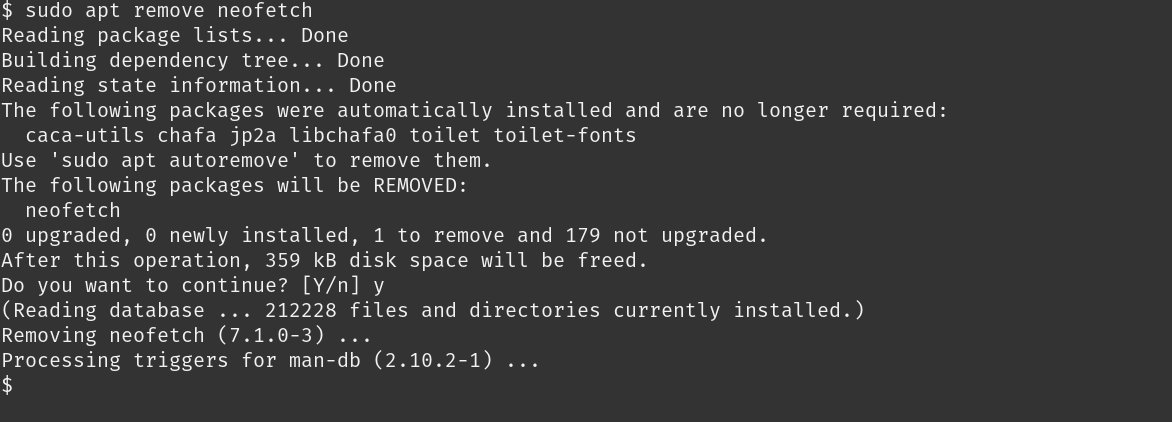 $ sudo apt remove neofetch
Reading package lists... Done
Building dependency tree... Done
Reading state information... Done
The following packages were automatically installed and are no longer required:
  caca-utils chafa jp2a libchafa0 toilet toilet-fonts
Use 'sudo apt autoremove' to remove them.
The following packages will be REMOVED:
  neofetch
0 upgraded, 0 newly installed, 1 to remove and 179 not upgraded.
After this operation, 359 kB disk space will be freed.
Do you want to continue? [Y/n] y
(Reading database ... 212228 files and directories currently installed.)
Removing neofetch (7.1.0-3) ...
Processing triggers for man-db (2.10.2-1) ...
$